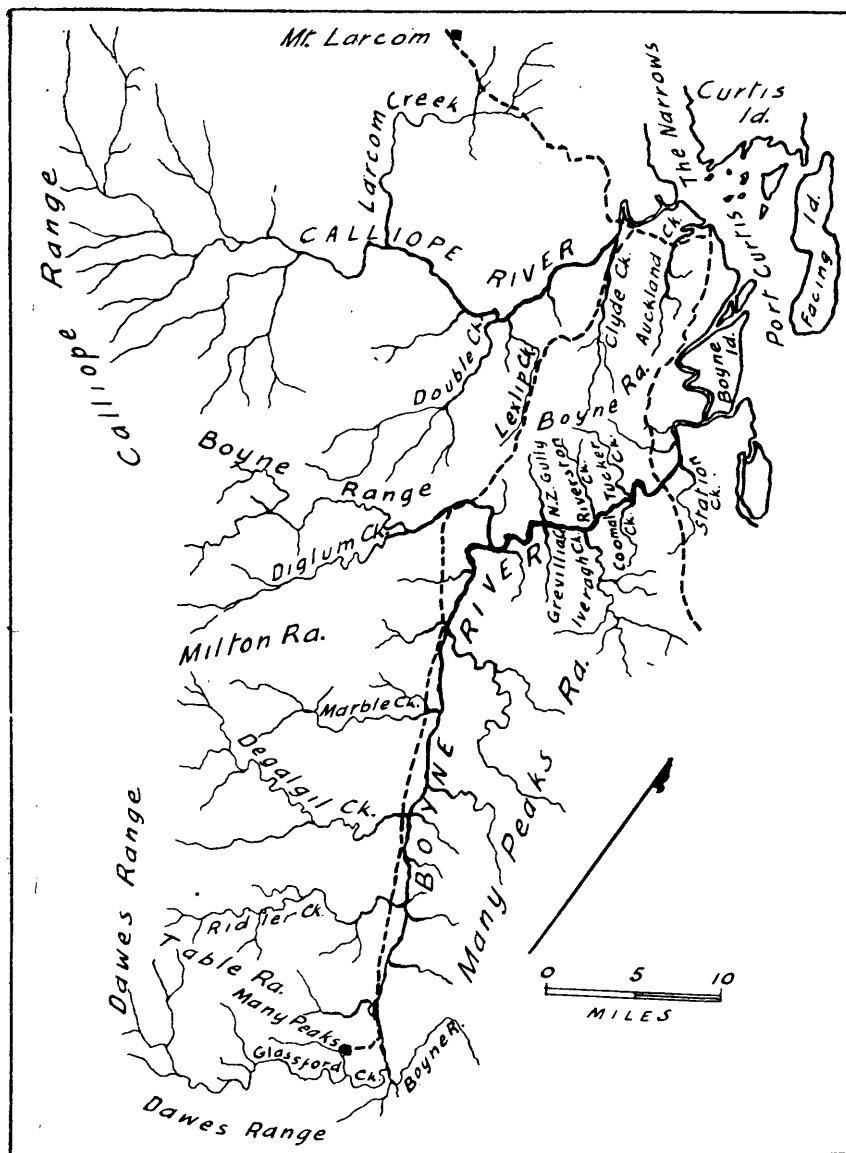 Mt. Larcom
Curtis
Id.
The Narrows
Larcom Creek
Calliope Range
CALLIOPE RIVER
Port Curtis
Facing Id.
Clyde Ck.
Auckland Ck.
Double Ck.
Lexlip Ck.
Boyne Id.
Boyne Ra.
Boyne
Range
N.Z. Gully
Riverston Ck.
Tucker Ck.
Station Ck.
Diglum Ck.
Grevillia Ck.
Iveragh Ck.
Coomal Ck.
BOYNE RIVER
Milton Ra.
Marble Ck.
Degalgil Ck.
Many Peaks Ra.
Dawes Range
Ridler Ck.
Table Ra.
Many Peaks
Glassford Ck.
Boyne R.
Dawes Range
0 5 10
MILES